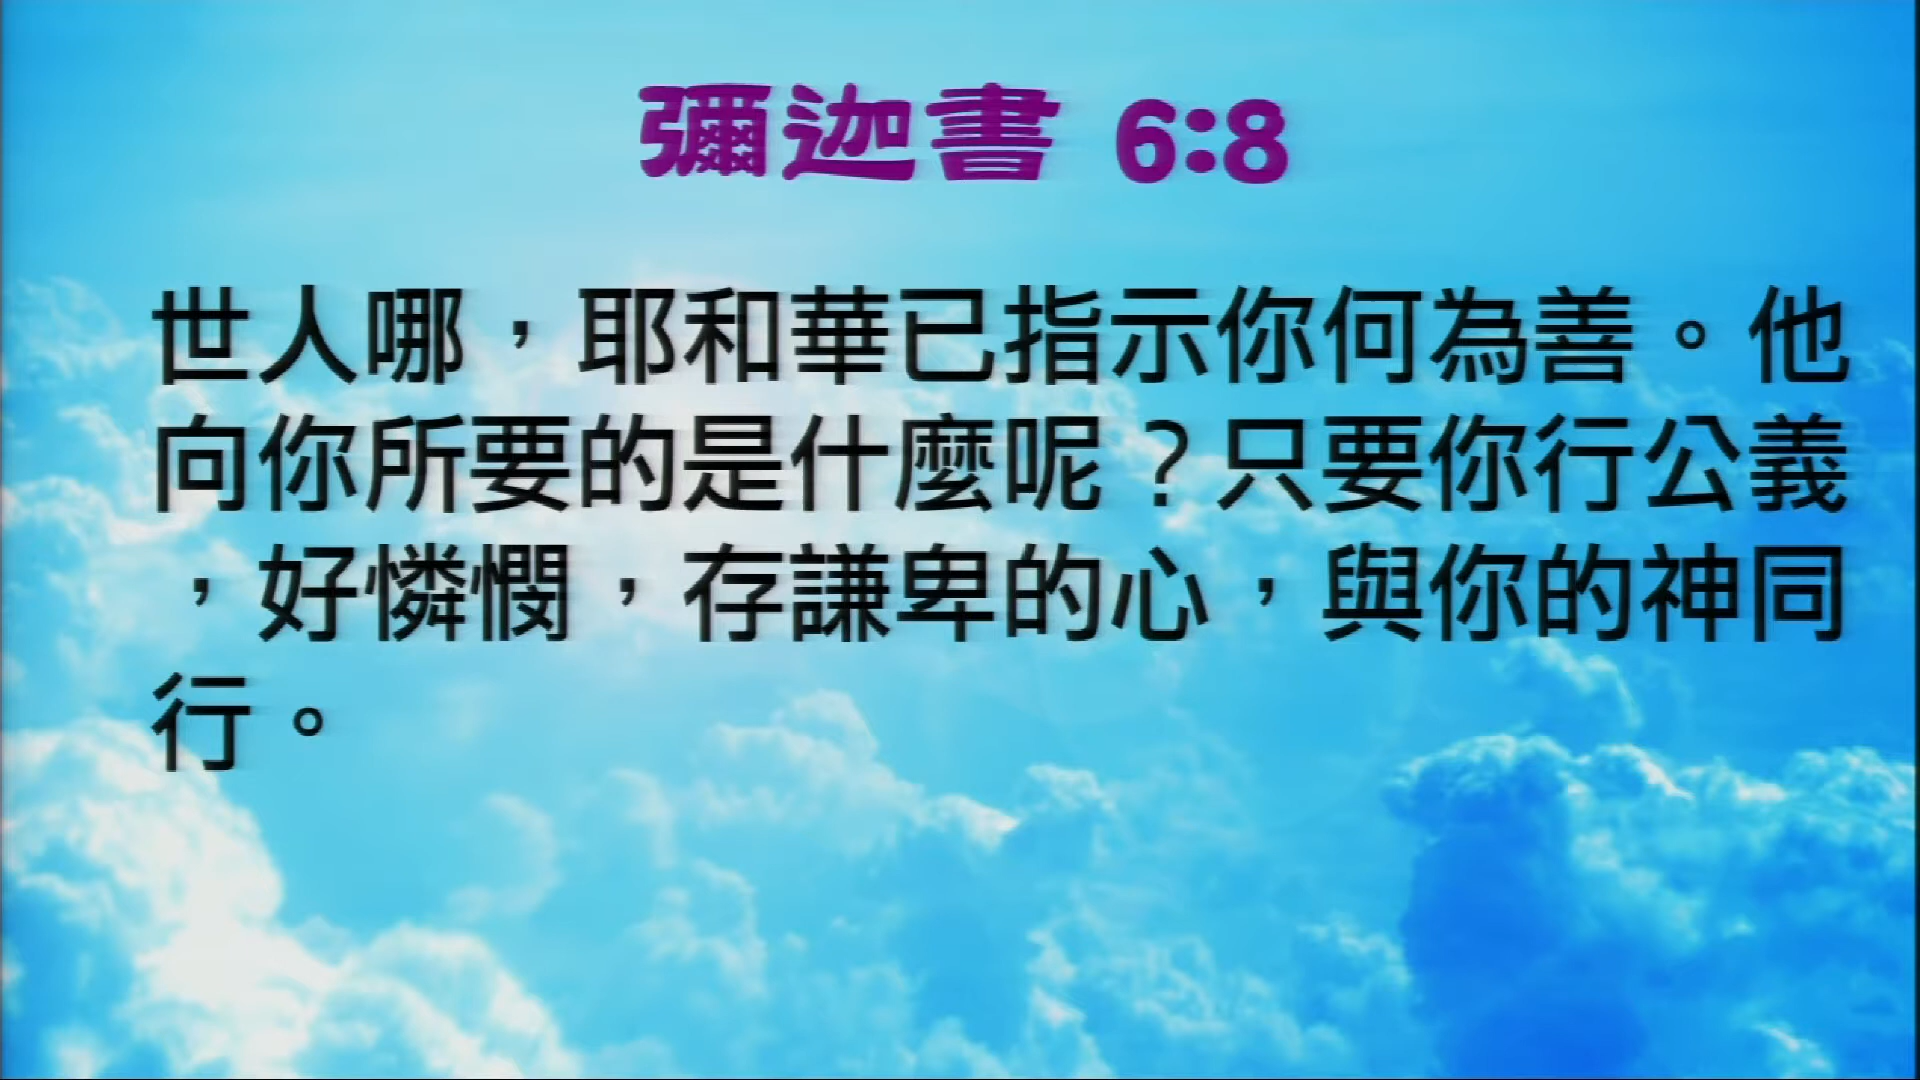 彌迦書 6:8
世人哪，耶和華已指示你何為善。他
向你所要的是什麼呢？只要你行公義
，好憐憫，存謙卑的心，與你的神同
行。